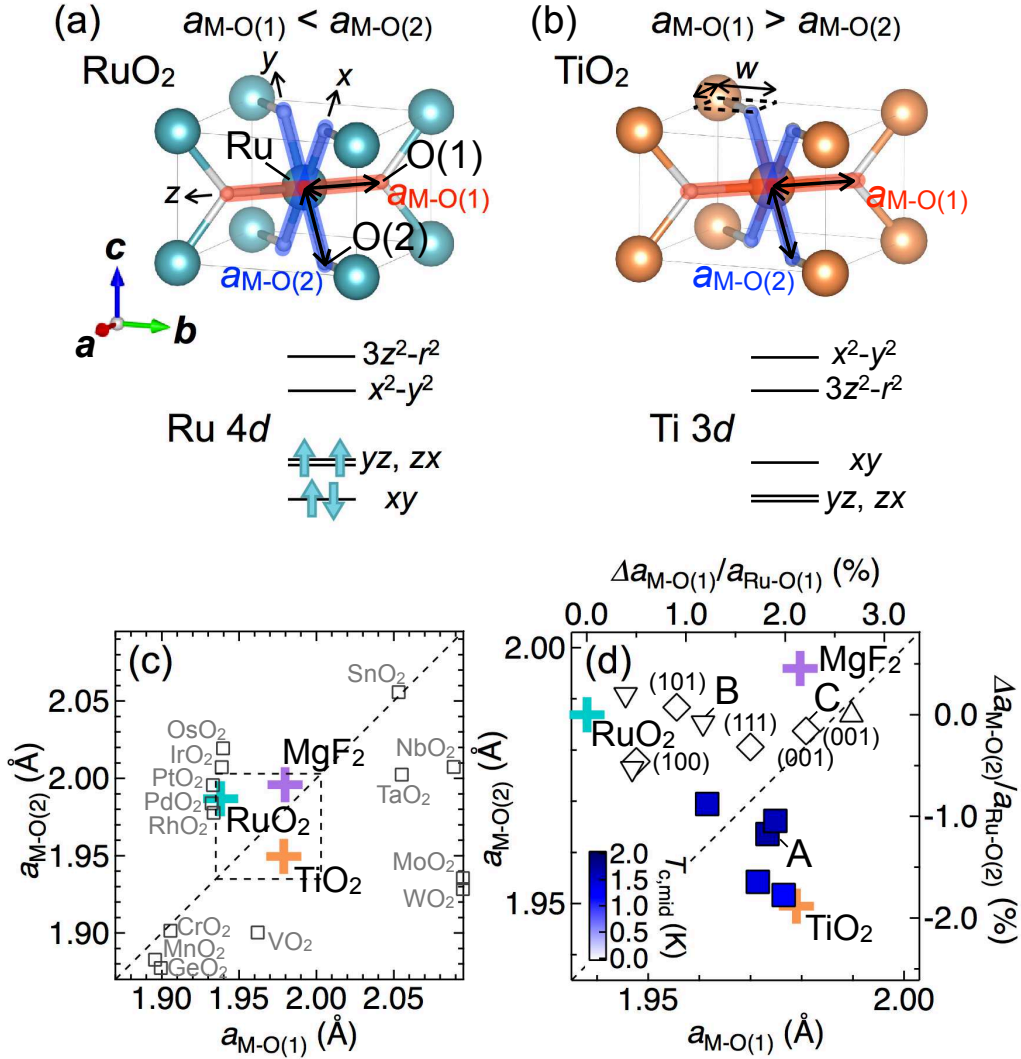 (a) aM-O(1) < aM-O(2)
RuO2
y
x
Ru
O(1)
z
aM-O(1)
O(2)
aM-O(2)
c
a
b
3z²-r²
x²-y²
Ru 4d
yz, zx
xy
(b) aM-O(1) > aM-O(2)
TiO2
w
aM-O(1)
aM-O(2)
x²-y²
3z²-r²
Ti 3d
xy
yz, zx
(c)
SnO2
OsO2
IrO2
MgF2
NbO2
PtO2
TaO2
PdO2
RuO2
RhO2
TiO2
MoO2
WO2
CrO2
VO2
MnO2
GeO2
2.05
2.00
1.95
1.90
aM-O(2) (Å)
1.90 1.95 2.00 2.05
aM-O(1) (Å)
ΔaM-O(1)/aRu-O(1) (%)
0.0 1.0 2.0 3.0
(d)
MgF2
(101)
B
C
RuO2
(111)
(001)
(001)
(100)
A
TiO2
2.0
1.5
1.0
0.5
0.0
Tc,mid (K)
2.00
1.95
aM-O(2) (Å)
0.0
-1.0
-2.0
ΔaM-O(2)/aRu-O(2) (%)
1.95 2.00
aM-O(1) (Å)